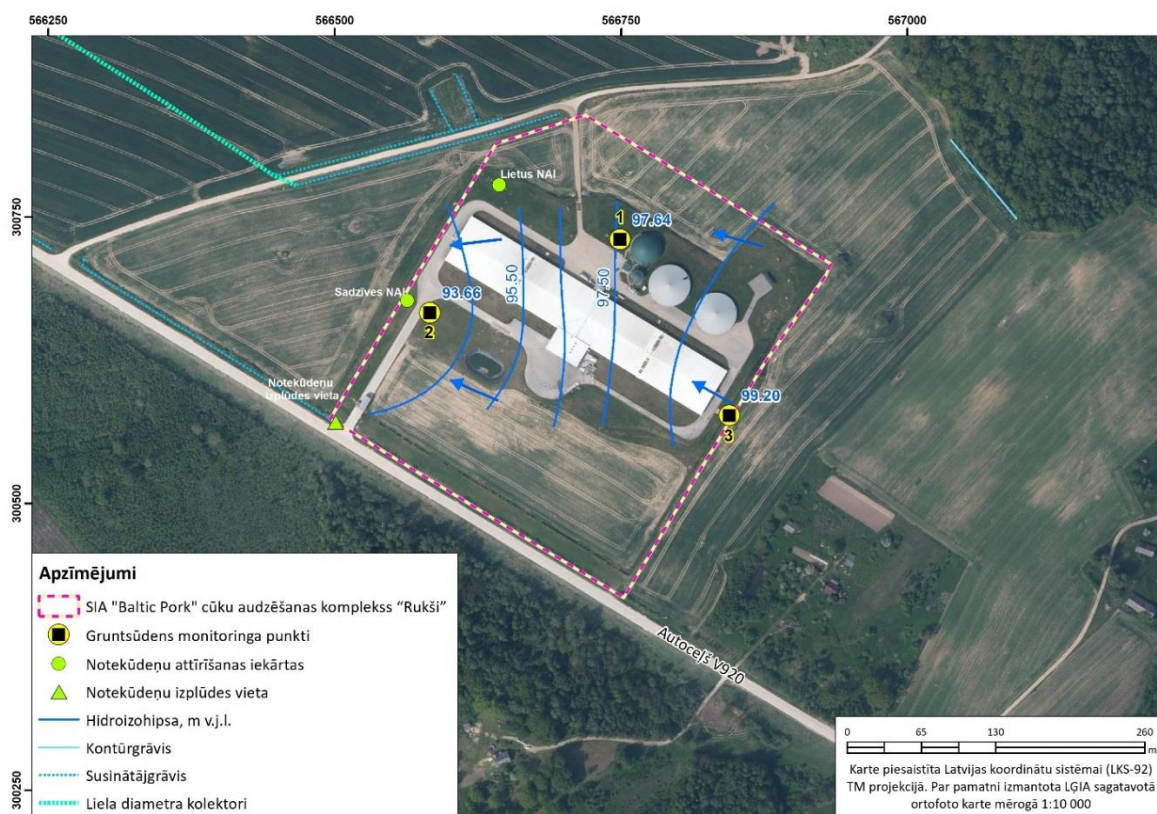 566250
566500
566750
567000
300750
300500
300250
Lietus NAI
1
97.64
95.50
97.50
Sadzīves NAI
93.66
2
Notekūdeņu
izplūdes vieta
99.20
3
Autoceļš V920
Apzīmējumi
SIA "Baltic Pork" cūku audzēšanas komplekss “Rukši”
Gruntsūdens monitoringa punkti
Notekūdeņu attīrīšanas iekārtas
Notekūdeņu izplūdes vieta
Hidroizohipsa, m v.j.l.
Kontūrgrāvis
Susinātājgrāvis
Liela diametra kolektori
0 65 130 260
m
Karte piesaistīta Latvijas koordinātu sistēmai (LKS-92)
TM projekcijā. Par pamatni izmantota LĢIA sagatavotā
ortofoto karte mērogā 1:10 000